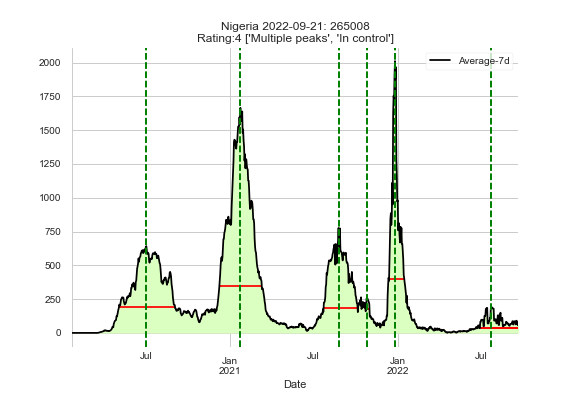 Nigeria 2022-09-21: 265008
Rating:4 ['Multiple peaks', 'In control']
Average-7d
2000
1750
1500
1250
1000
750
500
250
0
Jul
Jan
2021
Jul
Jan
2022
Jul
Date